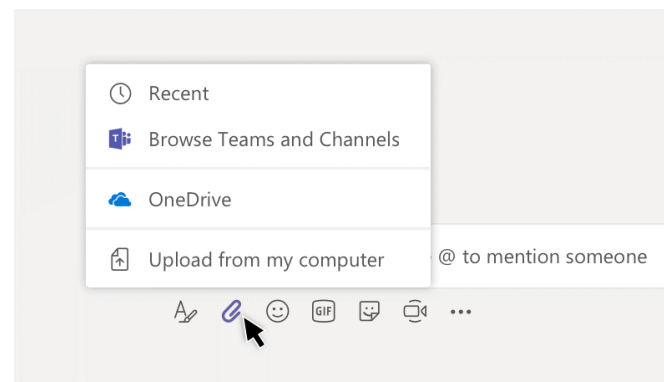 Recent
Browse Teams and Channels
OneDrive
Upload from my computer
@ to mention someone
GIF